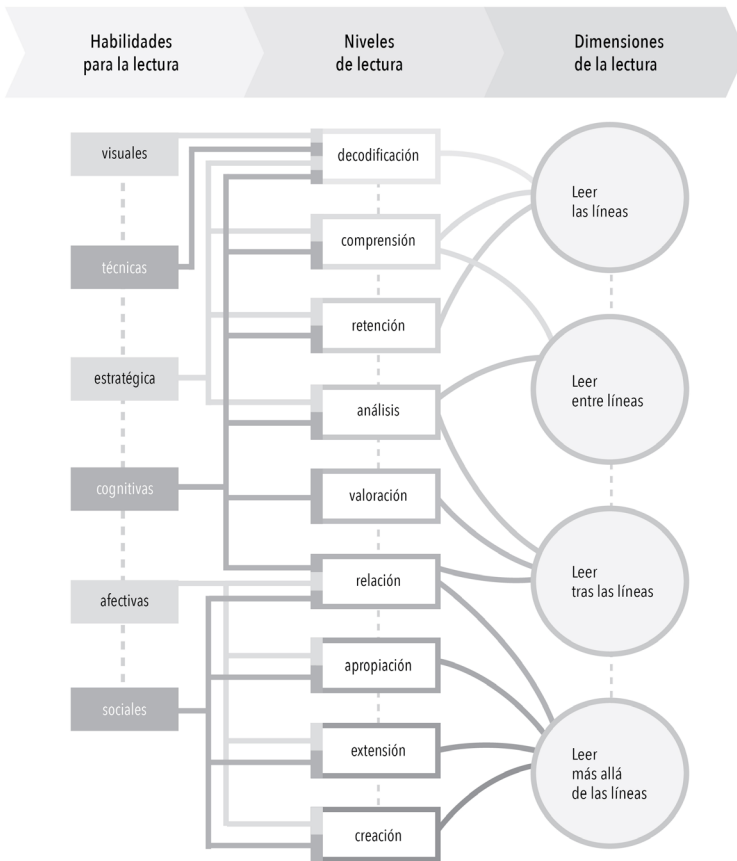 Habilidades
para la lectura
Niveles
de lectura
Dimensiones
de la lectura
visuales
técnicas
estratégica
cognitivas
afectivas
sociales
decodificación
comprensión
retención
análisis
valoración
relación
apropiación
extensión
creación
Leer
las líneas
Leer
entre líneas
Leer
tras las líneas
Leer
más allá
de las líneas